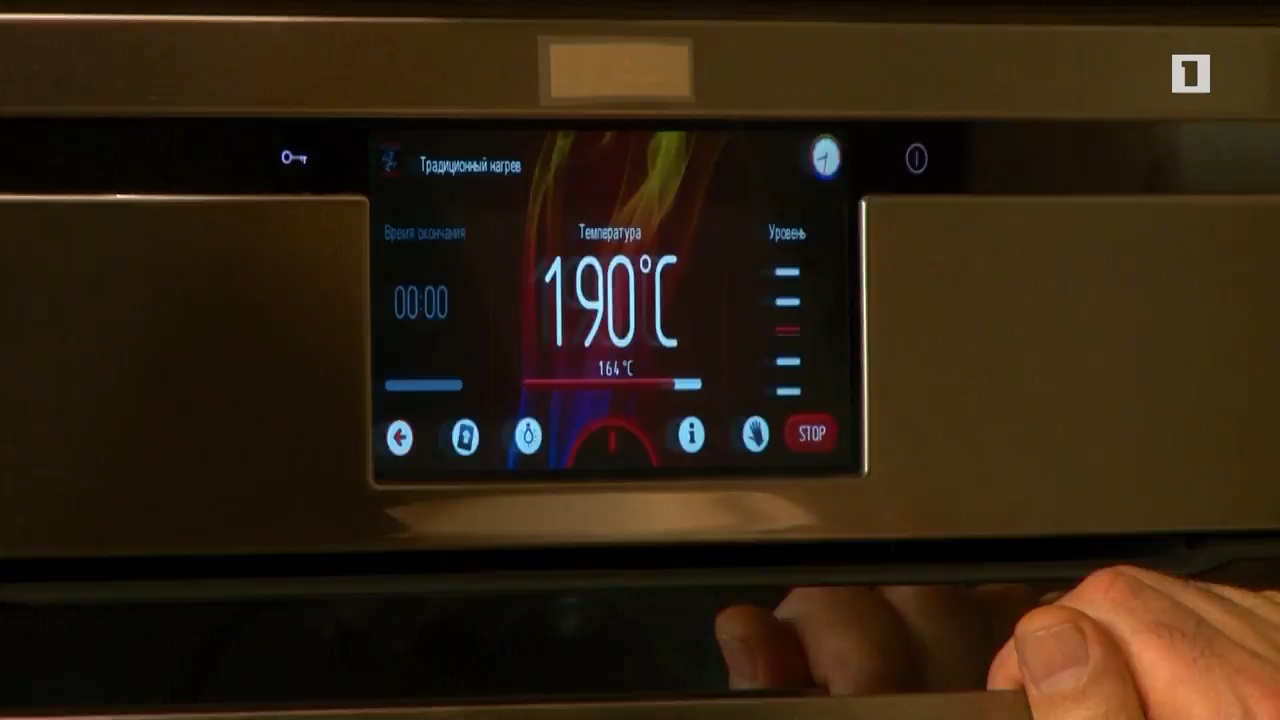 1
Традиционный нагрев
Время окончания
Температура
Уровень
00:00
190°C
164°C
i
STOP